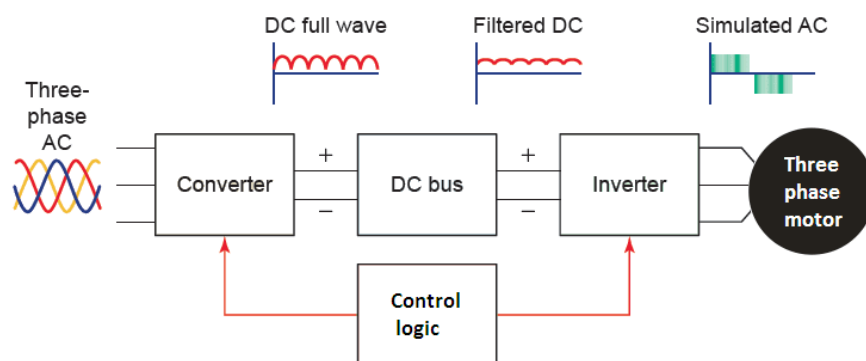 DC full wave
Filtered DC
Simulated AC
Three-
phase
AC
Converter
+
−
DC bus
+
−
Inverter
Three
phase
motor
Control
logic